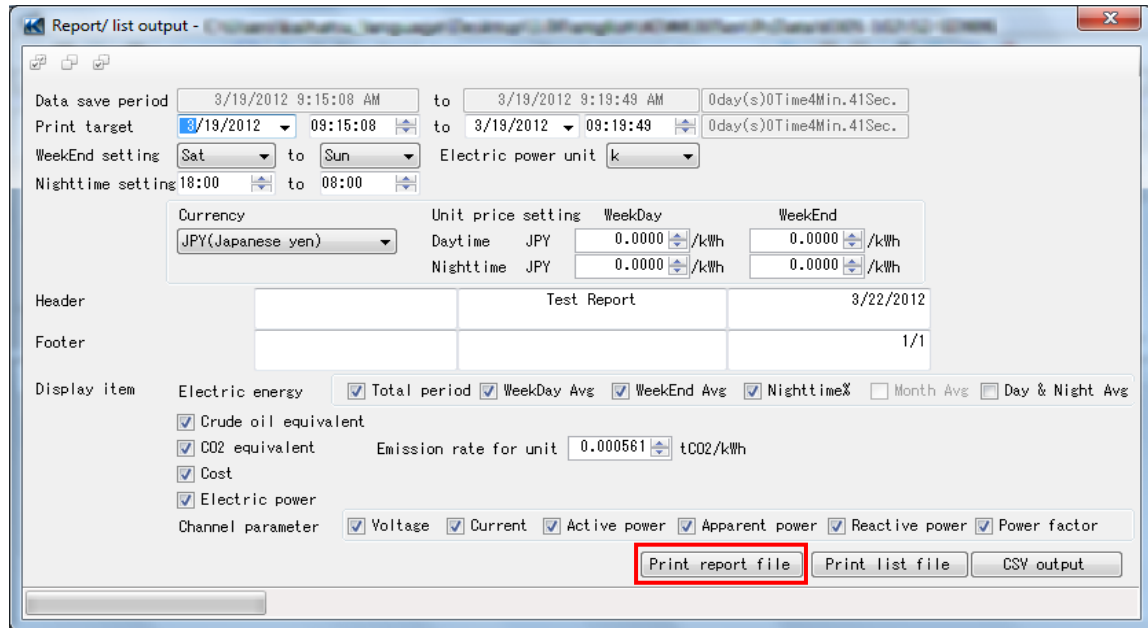 Report/ list output -
Data save period 3/19/2012 9:15:08 AM to 3/19/2012 9:19:49 AM 0day(s)0Time4Min.41Sec.
Print target 3/19/2012 09:15:08 to 3/19/2012 09:19:49 0day(s)0Time4Min.41Sec.
WeekEnd setting Sat to Sun Electric power unit k
Nighttime setting 18:00 to 08:00
Currency Unit price setting WeekDay WeekEnd
JPY(Japanese yen) Daytime JPY 0.0000 /kWh 0.0000 /kWh
Nighttime JPY 0.0000 /kWh 0.0000 /kWh
Header Test Report 3/22/2012
Footer 1/1
Display item Electric energy Total period WeekDay Avg WeekEnd Avg Nighttime% Month Avg Day & Night Avg
Crude oil equivalent
CO2 equivalent Emission rate for unit 0.000561 tCO2/kWh
Cost
Electric power
Channel parameter Voltage Current Active power Apparent power Reactive power Power factor
Print report file Print list file CSV output